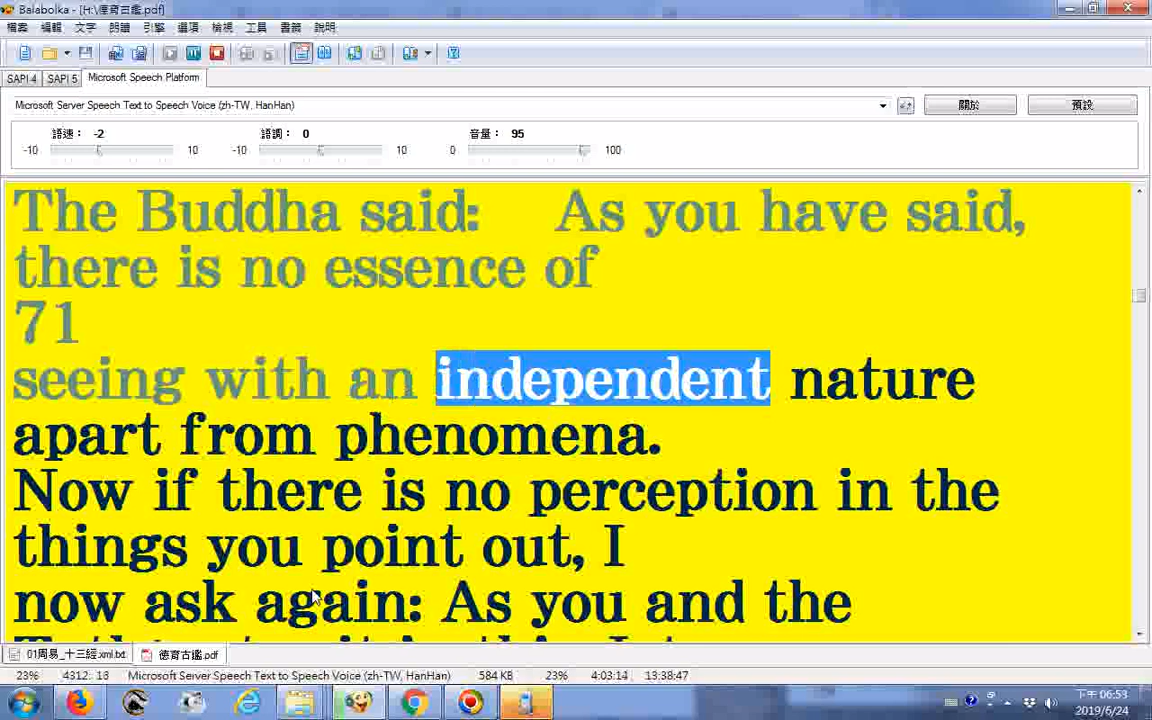 Balabolka - [H:\德育古鑑.pdf]
檔案 編輯 文字 朗讀 引擎 選項 檢視 工具 書籤 說明
SAPI 4 SAPI 5 Microsoft Speech Platform
Microsoft Server Speech Text to Speech Voice (zh-TW, HanHan) 關於 預設
語速： -2 語調： 0 音量： 95
-10 10 -10 10 0 100
The Buddha said: As you have said,
there is no essence of
71
seeing with an independent nature
apart from phenomena.
Now if there is no perception in the
things you point out, I
now ask again: As you and the
01周易_十三經.xml.txt 德育古鑑.pdf
23% 4312: 18 Microsoft Server Speech Text to Speech Voice (zh-TW, HanHan) 584 KB 23% 4:03:14 13:38:47
下午 06:53
2019/6/24